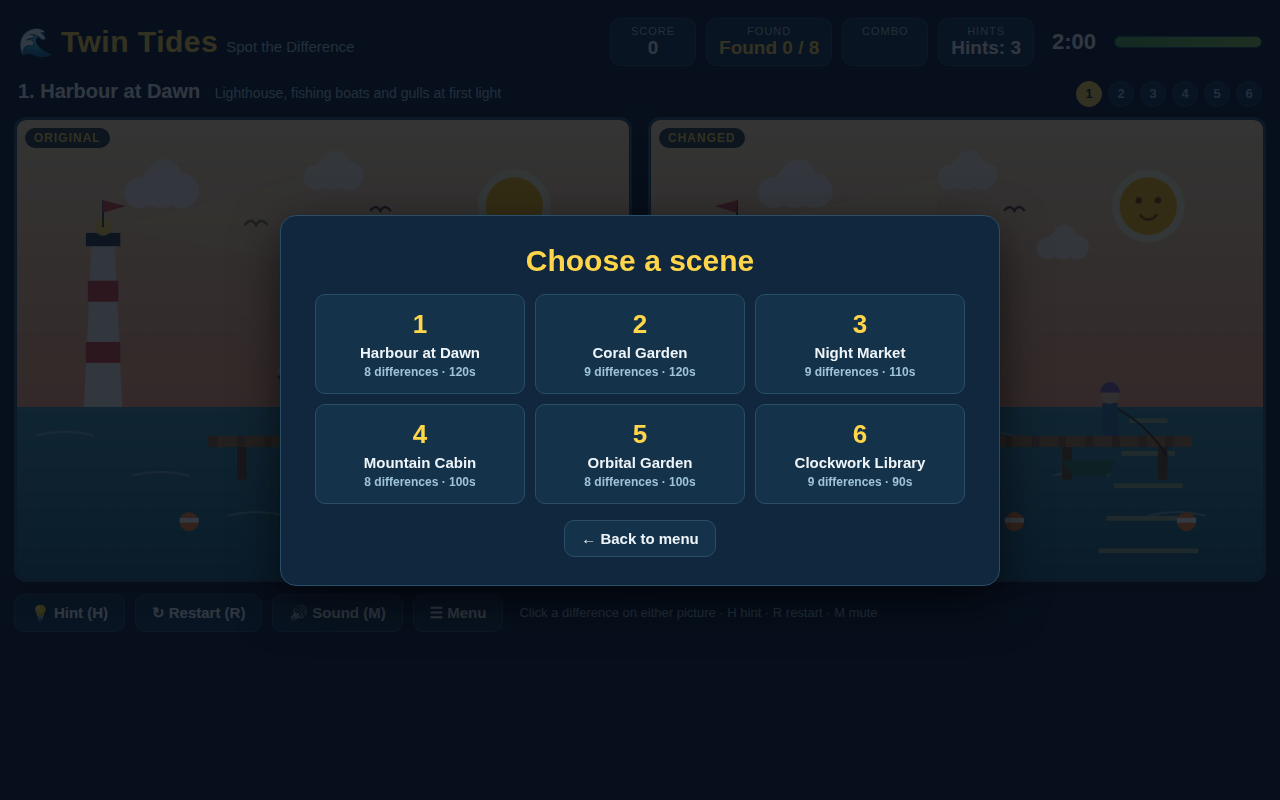 🌊 Twin Tides Spot the Difference
SCORE
0
FOUND
Found 0 / 8
COMBO
HINTS
Hints: 3
2:00
1. Harbour at Dawn Lighthouse, fishing boats and gulls at first light
1 2 3 4 5 6
ORIGINAL
CHANGED
Choose a scene
1
Harbour at Dawn
8 differences · 120s
2
Coral Garden
9 differences · 120s
3
Night Market
9 differences · 110s
4
Mountain Cabin
8 differences · 100s
5
Orbital Garden
8 differences · 100s
6
Clockwork Library
9 differences · 90s
← Back to menu
💡 Hint (H)
↻ Restart (R)
🔊 Sound (M)
☰ Menu
Click a difference on either picture · H hint · R restart · M mute